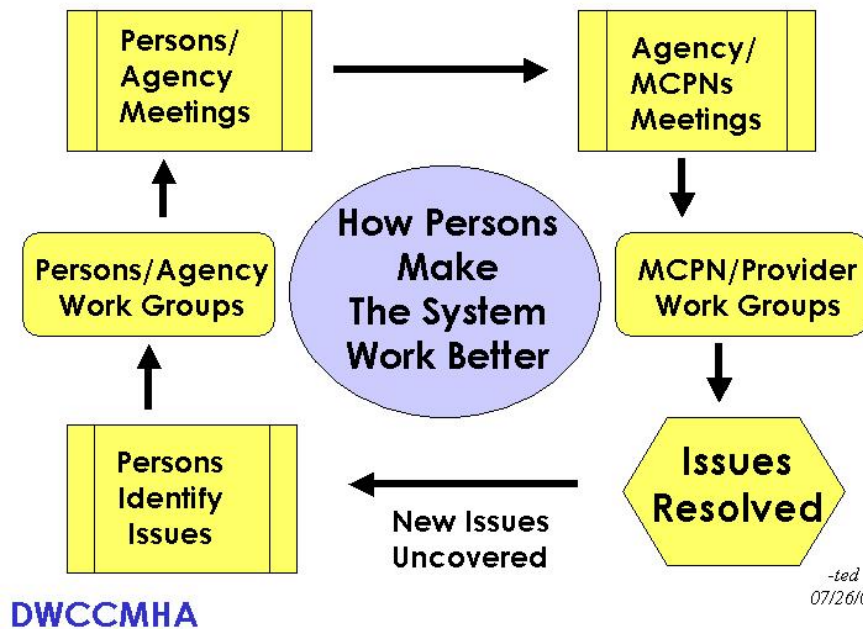 Persons/
Agency
Meetings
Agency/
MCPNs
Meetings
How Persons
Make
The System
Work Better
Persons/Agency
Work Groups
MCPN/Provider
Work Groups
Persons
Identify
Issues
New Issues
Uncovered
Issues
Resolved
-ted
DWCCMHA